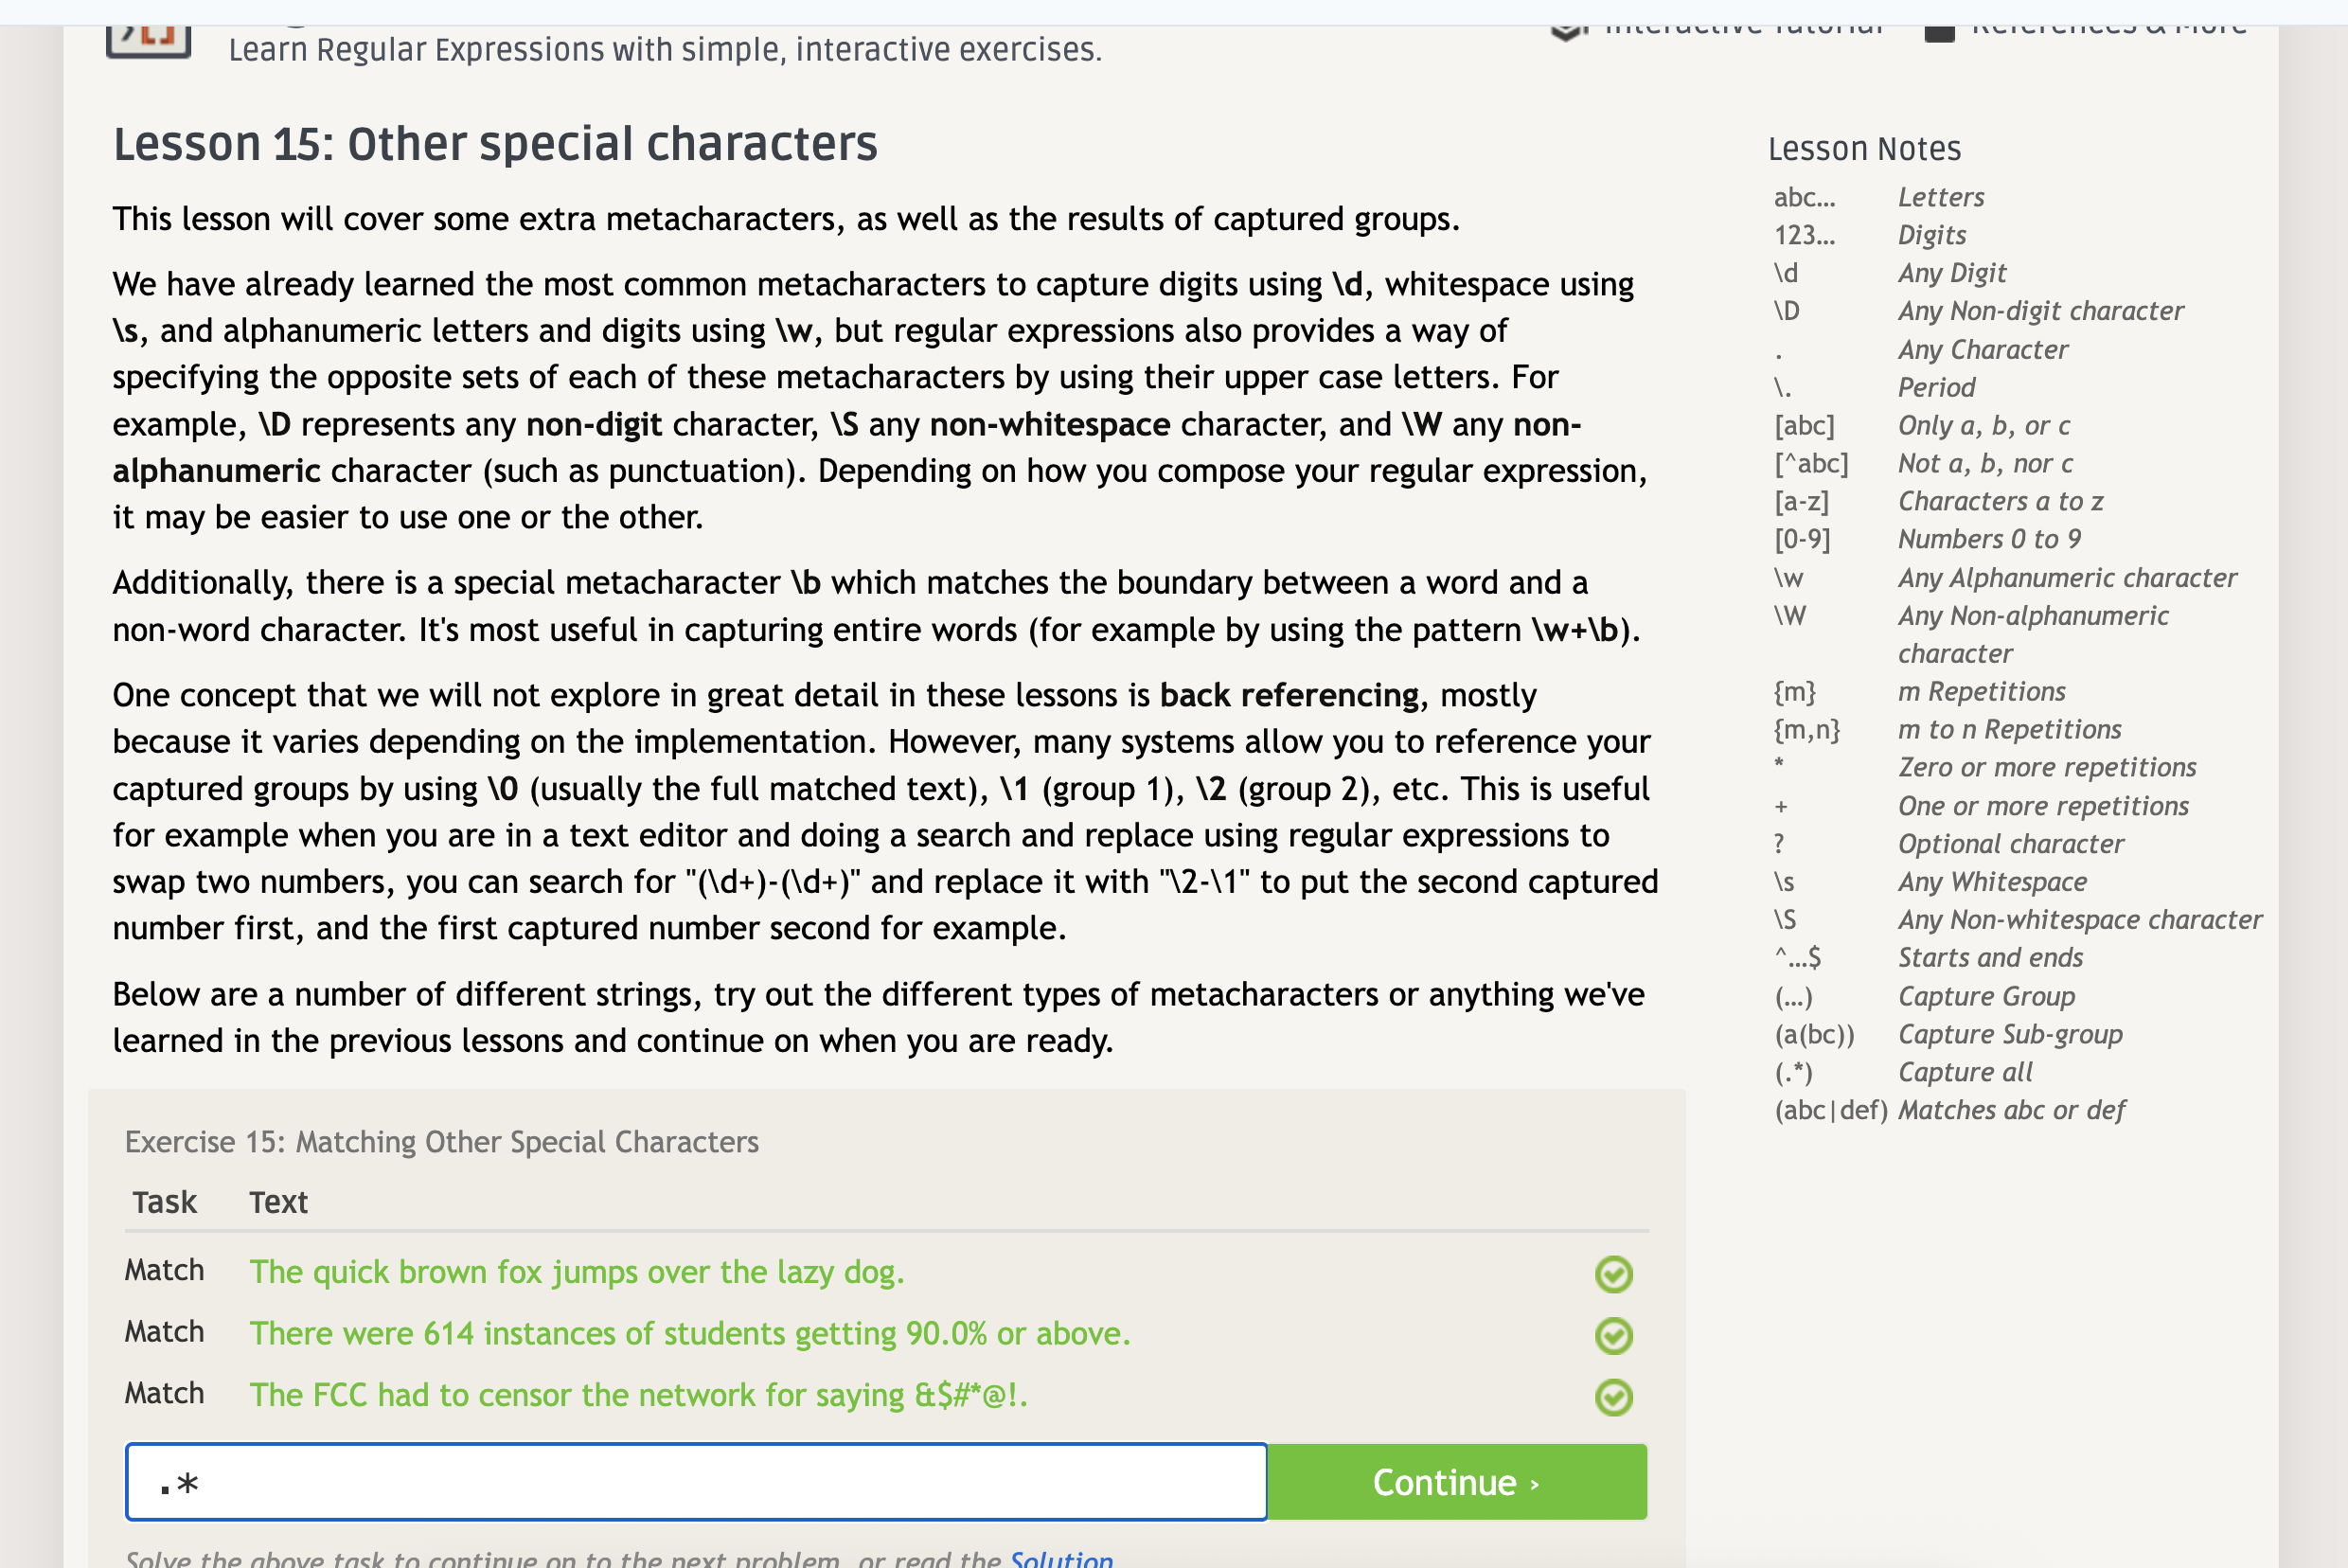 Learn Regular Expressions with simple, interactive exercises.
Interactive Tutorial
References & More
Lesson 15: Other special characters
This lesson will cover some extra metacharacters, as well as the results of captured groups.
We have already learned the most common metacharacters to capture digits using \d, whitespace using
\s, and alphanumeric letters and digits using \w, but regular expressions also provides a way of
specifying the opposite sets of each of these metacharacters by using their upper case letters. For
example, \D represents any non-digit character, \S any non-whitespace character, and \W any non-
alphanumeric character (such as punctuation). Depending on how you compose your regular expression,
it may be easier to use one or the other.
Additionally, there is a special metacharacter \b which matches the boundary between a word and a
non-word character. It's most useful in capturing entire words (for example by using the pattern \w+\b).
One concept that we will not explore in great detail in these lessons is back referencing, mostly
because it varies depending on the implementation. However, many systems allow you to reference your
captured groups by using \0 (usually the full matched text), \1 (group 1), \2 (group 2), etc. This is useful
for example when you are in a text editor and doing a search and replace using regular expressions to
swap two numbers, you can search for "(\d+)-(\d+)" and replace it with "\2-\1" to put the second captured
number first, and the first captured number second for example.
Below are a number of different strings, try out the different types of metacharacters or anything we've
learned in the previous lessons and continue on when you are ready.
Exercise 15: Matching Other Special Characters
Task Text
Match The quick brown fox jumps over the lazy dog.
Match There were 614 instances of students getting 90.0% or above.
Match The FCC had to censor the network for saying &$#*@!.
.*
Continue ›
Solve the above task to continue on to the next problem, or read the Solution
Lesson Notes
abc… Letters
123… Digits
\d Any Digit
\D Any Non-digit character
. Any Character
\. Period
[abc] Only a, b, or c
[^abc] Not a, b, nor c
[a-z] Characters a to z
[0-9] Numbers 0 to 9
\w Any Alphanumeric character
\W Any Non-alphanumeric
character
{m} m Repetitions
{m,n} m to n Repetitions
* Zero or more repetitions
+ One or more repetitions
? Optional character
\s Any Whitespace
\S Any Non-whitespace character
^…$ Starts and ends
(…) Capture Group
(a(bc)) Capture Sub-group
(.*) Capture all
(abc|def) Matches abc or def